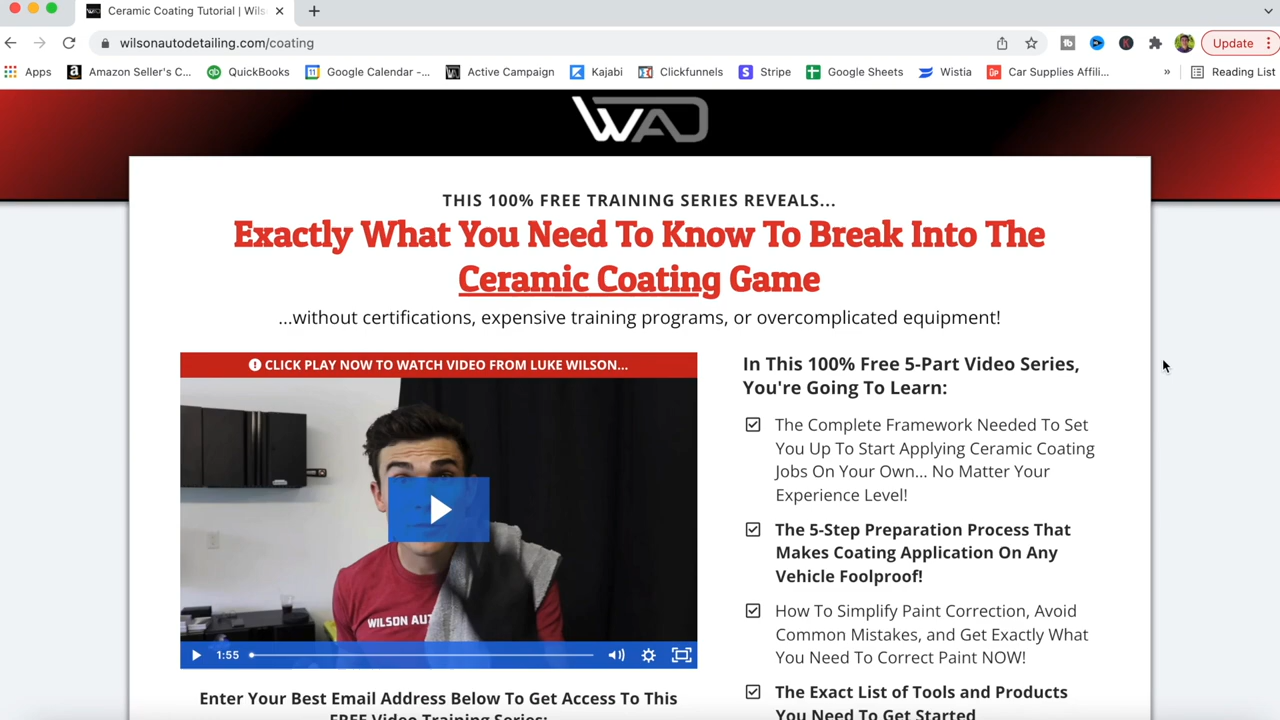 Ceramic Coating Tutorial | Wils
wilsonautodetailing.com/coating
Update
Apps
Amazon Seller's C...
QuickBooks
Google Calendar -...
Active Campaign
Kajabi
Clickfunnels
Stripe
Google Sheets
Wistia
Car Supplies Affili...
»
Reading List
WAD
THIS 100% FREE TRAINING SERIES REVEALS...
Exactly What You Need To Know To Break Into The
Ceramic Coating Game
...without certifications, expensive training programs, or overcomplicated equipment!
CLICK PLAY NOW TO WATCH VIDEO FROM LUKE WILSON...
WILSON AUT
1:55
Enter Your Best Email Address Below To Get Access To This
FREE Video Training Series:
In This 100% Free 5-Part Video Series,
You're Going To Learn:
The Complete Framework Needed To Set
You Up To Start Applying Ceramic Coating
Jobs On Your Own... No Matter Your
Experience Level!
The 5-Step Preparation Process That
Makes Coating Application On Any
Vehicle Foolproof!
How To Simplify Paint Correction, Avoid
Common Mistakes, and Get Exactly What
You Need To Correct Paint NOW!
The Exact List of Tools and Products
You Need To Get Started